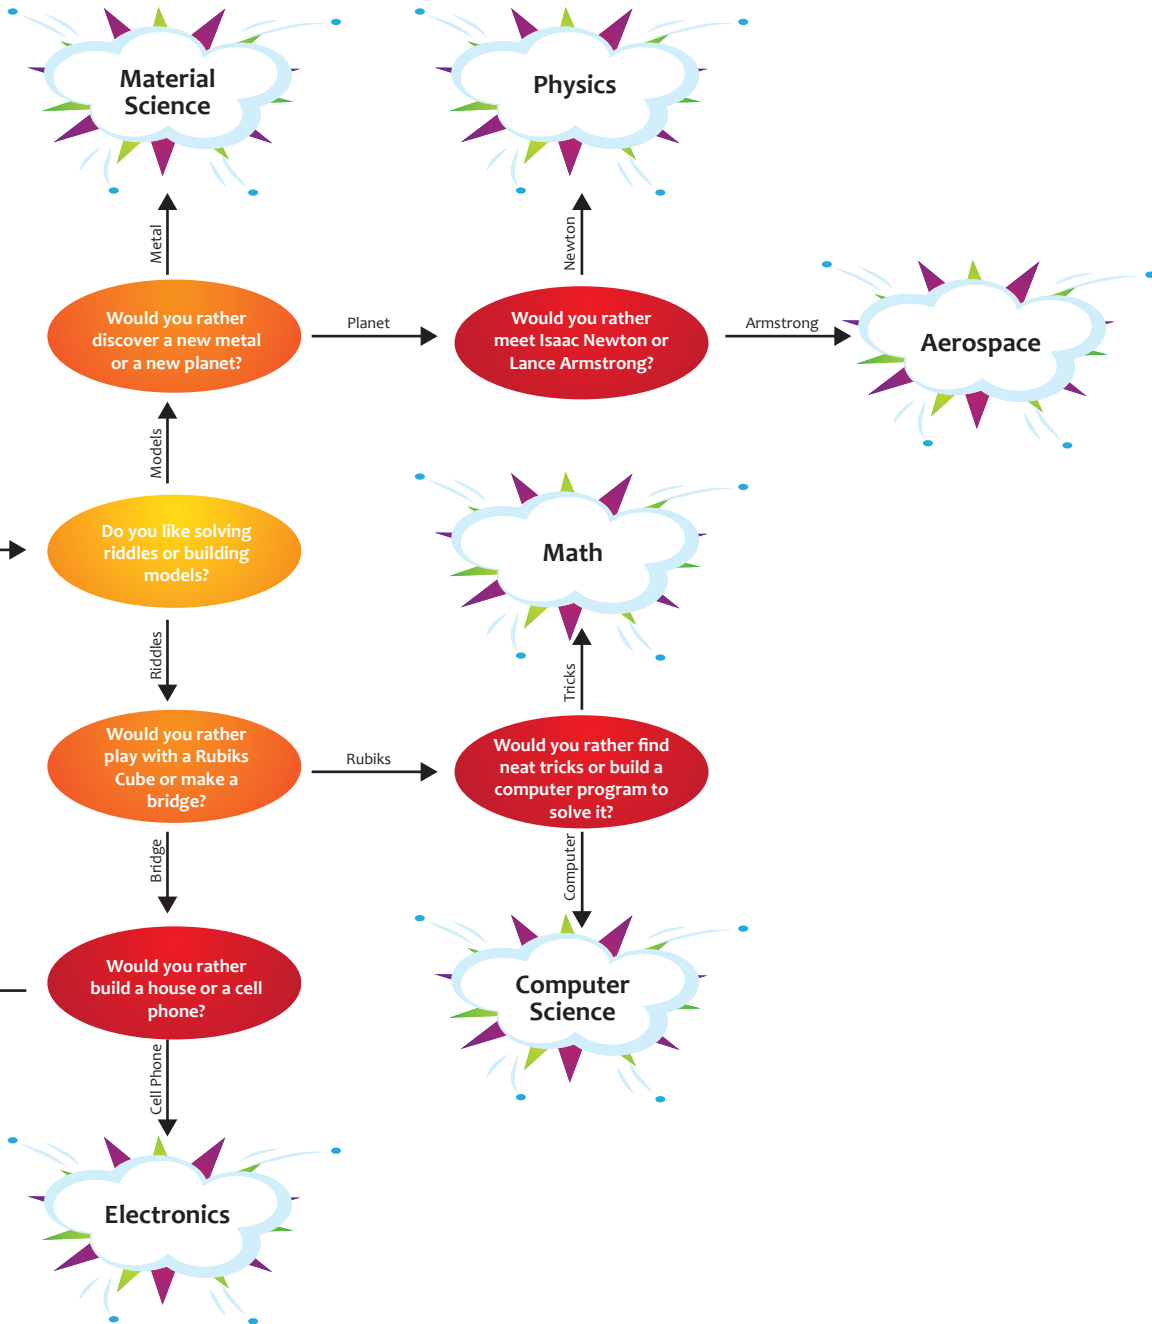 Material
Science
Physics
Metal
Newton
Would you rather
discover a new metal
or a new planet?
Planet
Would you rather
meet Isaac Newton or
Lance Armstrong?
Armstrong
Aerospace
Models
Do you like solving
riddles or building
models?
Math
Riddles
Tricks
Would you rather
play with a Rubiks
Cube or make a
bridge?
Rubiks
Would you rather find
neat tricks or build a
computer program to
solve it?
Bridge
Computer
Would you rather
build a house or a cell
phone?
Computer
Science
Cell Phone
Electronics